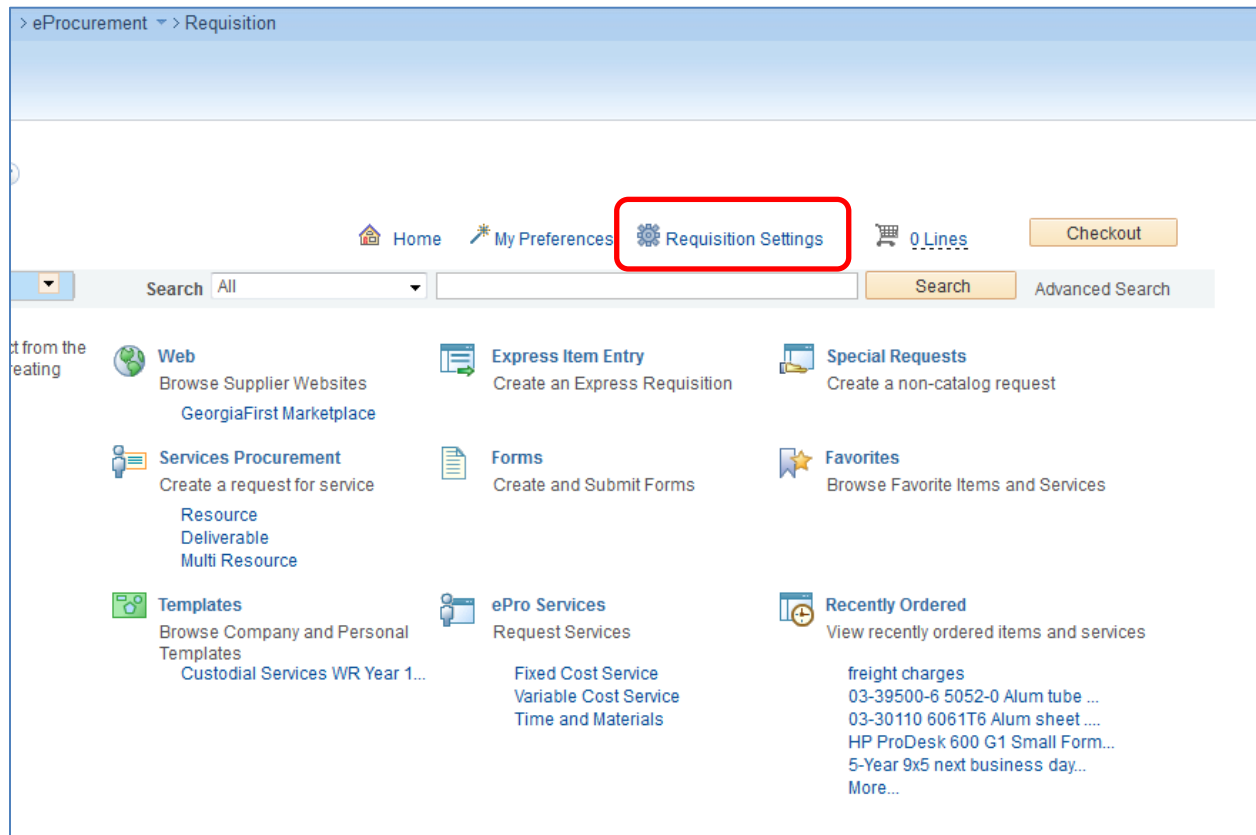 > eProcurement > Requisition
Home My Preferences Requisition Settings 0 Lines Checkout
Search All Search Advanced Search
ct from the
reating
Web
Browse Supplier Websites
GeorgiaFirst Marketplace
Express Item Entry
Create an Express Requisition
Special Requests
Create a non-catalog request
Services Procurement
Create a request for service
Resource
Deliverable
Multi Resource
Forms
Create and Submit Forms
Favorites
Browse Favorite Items and Services
Templates
Browse Company and Personal
Templates
Custodial Services WR Year 1...
ePro Services
Request Services
Fixed Cost Service
Variable Cost Service
Time and Materials
Recently Ordered
View recently ordered items and services
freight charges
03-39500-6 5052-0 Alum tube ...
03-30110 6061T6 Alum sheet ....
HP ProDesk 600 G1 Small Form...
5-Year 9x5 next business day...
More...